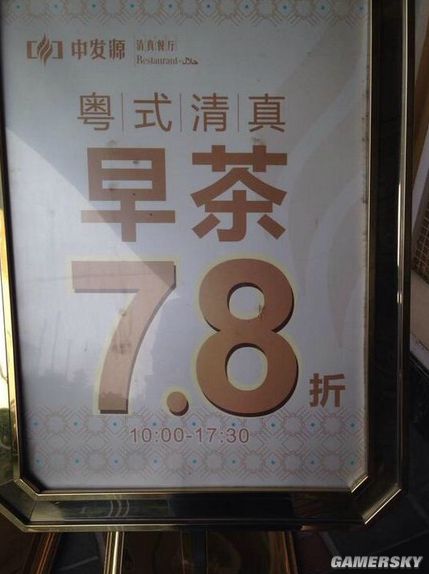 中发源 清真餐厅
Restaurant حلال
粤式清真
早茶
7.8折
10:00-17:30
GAMERSKY